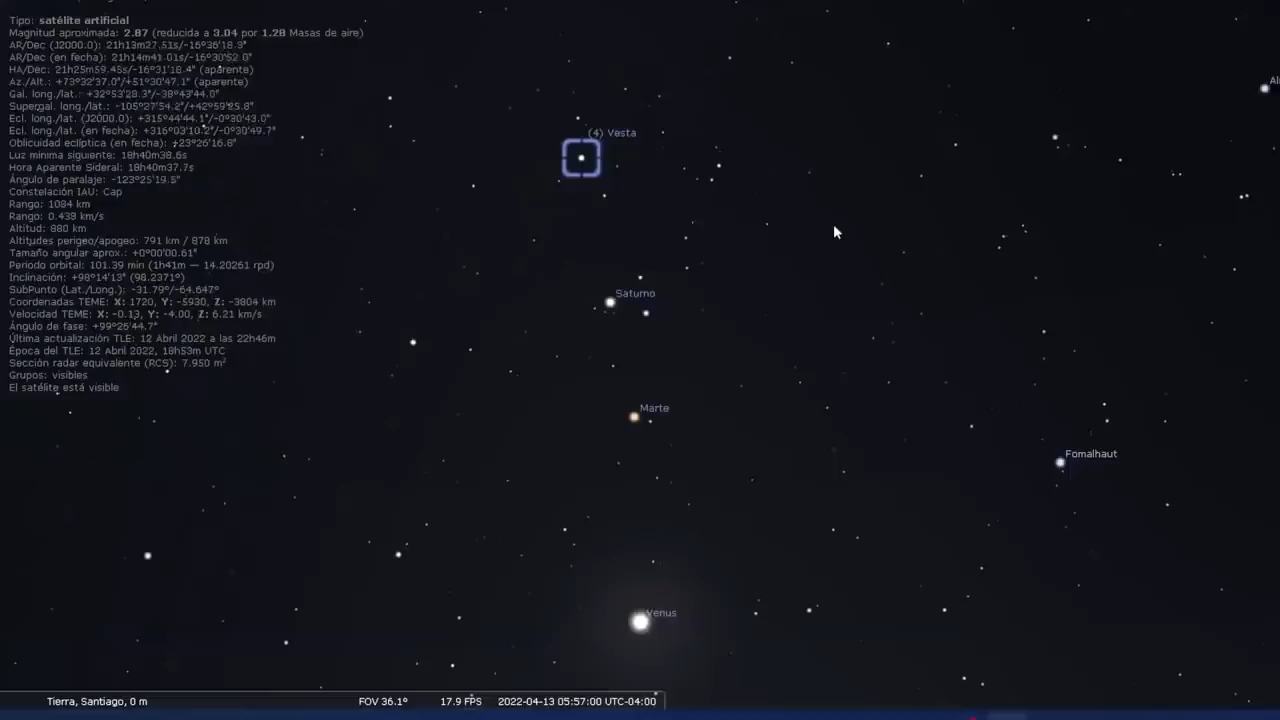 Tipo: satélite artificial
Magnitud aproximada: 2.87 (reducida a 3.04 por 1.28 Masas de aire)
AR/Dec (J2000.0): 21h13m27.51s/-16°36'18.9"
AR/Dec (en fecha): 21h14m41.01s/-16°30'52.0"
HA/Dec: 21h25m59.45s/-16°31'18.4" (aparente)
Az./Alt.: +73°32'37.0"/+51°30'47.1" (aparente)
Gal. long./lat.: +32°53'28.3"/-38°43'44.0"
Supergal. long./lat.: -105°27'54.2"/+42°59'25.8"
Ecl. long./lat. (J2000.0): +315°44'44.1"/-0°30'43.0"
Ecl. long./lat. (en fecha): +316°03'10.2"/-0°30'49.7"
Oblicuidad eclíptica (en fecha): +23°26'16.8"
Luz mínima siguiente: 18h40m38.6s
Hora Aparente Sideral: 18h40m37.7s
Ángulo de paralaje: -123°25'19.5"
Constelación IAU: Cap
Rango: 1084 km
Rango: 0.439 km/s
Altitud: 880 km
Altitudes perigeo/apogeo: 791 km / 878 km
Tamaño angular aprox.: +0°00'00.61"
Periodo orbital: 101.39 min (1h41m — 14.20261 rpd)
Inclinación: +98°14'13" (98.2371°)
SubPunto (Lat./Long.): -31.79°/-64.647°
Coordenadas TEME: X: 1720, Y: -5930, Z: -3804 km
Velocidad TEME: X: -0.13, Y: -4.00, Z: 6.21 km/s
Ángulo de fase: +99°26'44.7"
Última actualización TLE: 12 Abril 2022 a las 22h46m
Época del TLE: 12 Abril 2022, 18h53m UTC
Sección radar equivalente (RCS): 7.950 m²
Grupos: visibles
El satélite está visible
(4) Vesta
Saturno
Marte
Fomalhaut
Venus
Tierra, Santiago, 0 m FOV 36.1° 17.9 FPS 2022-04-13 05:57:00 UTC-04:00